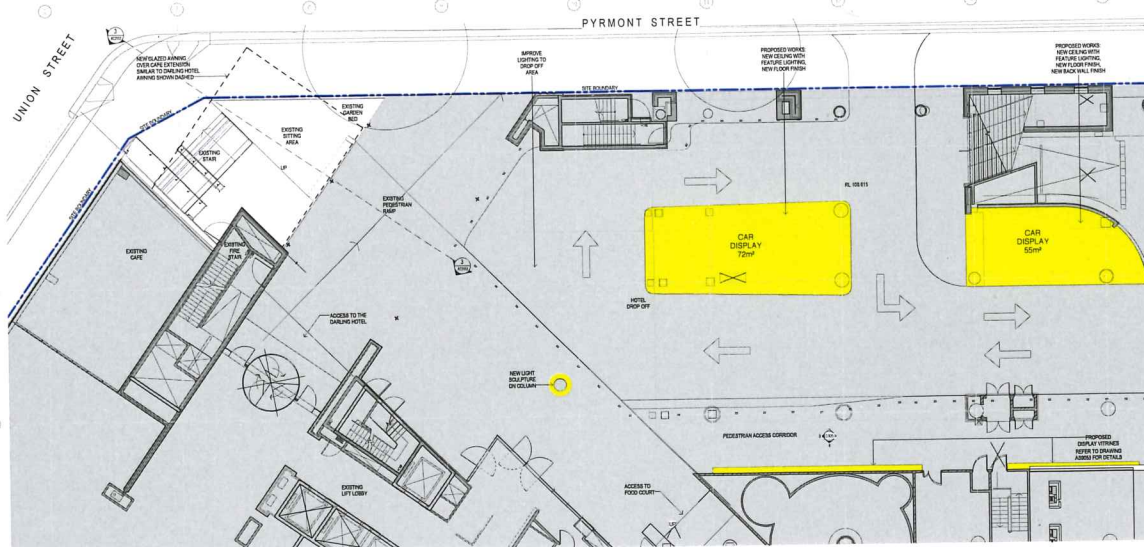 PYRMONT STREET
UNION STREET
NEW GLAZED AWNING
OVER CAFE EXTENSION
SIMILAR TO DARLING HOTEL
AWNING SHOWN DASHED
IMPROVE
LIGHTING TO
DROP OFF
AREA
PROPOSED WORKS:
NEW CEILING WITH
FEATURE LIGHTING,
NEW FLOOR FINISH
PROPOSED WORKS:
NEW CEILING WITH
FEATURE LIGHTING,
NEW FLOOR FINISH,
NEW BACK WALL FINISH
SITE BOUNDARY
SITE BOUNDARY
SITE BOUNDARY
EXISTING
GARDEN
BED
EXISTING
SITTING
AREA
EXISTING
STAIR
UP
EXISTING
PEDESTRIAN
RAMP
EXISTING
CAFE
EXISTING
FIRE
STAIR
CAR
DISPLAY
72m²
CAR
DISPLAY
55m²
HOTEL
DROP OFF
ACCESS TO THE
DARLING HOTEL
NEW LIGHT
SCULPTURE
ON COLUMN
PEDESTRIAN ACCESS CORRIDOR
PROPOSED
DISPLAY VITRINES
REFER TO DRAWING
FOR DETAILS
EXISTING
LIFT LOBBY
ACCESS TO
FOOD COURT
UP